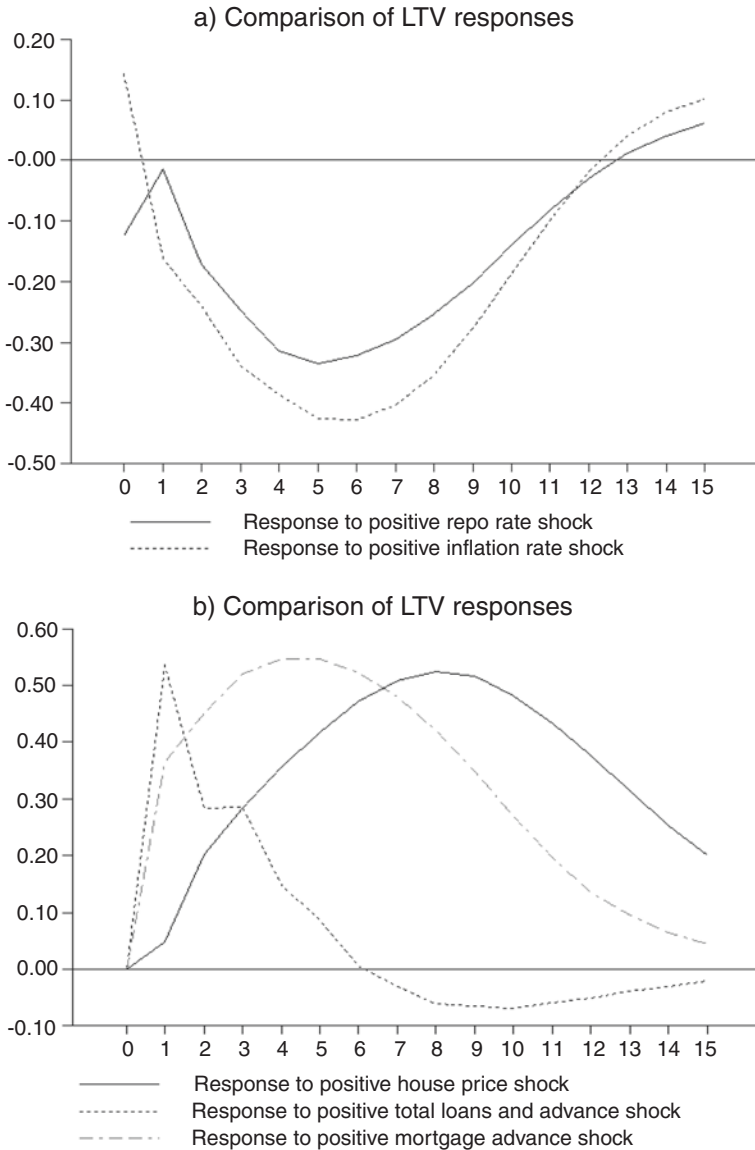 a) Comparison of LTV responses
0.20
0.10
-0.00
-0.10
-0.20
-0.30
-0.40
-0.50
0 1 2 3 4 5 6 7 8 9 10 11 12 13 14 15
Response to positive repo rate shock
Response to positive inflation rate shock
b) Comparison of LTV responses
0.60
0.50
0.40
0.30
0.20
0.10
0.00
-0.10
0 1 2 3 4 5 6 7 8 9 10 11 12 13 14 15
Response to positive house price shock
Response to positive total loans and advance shock
Response to positive mortgage advance shock